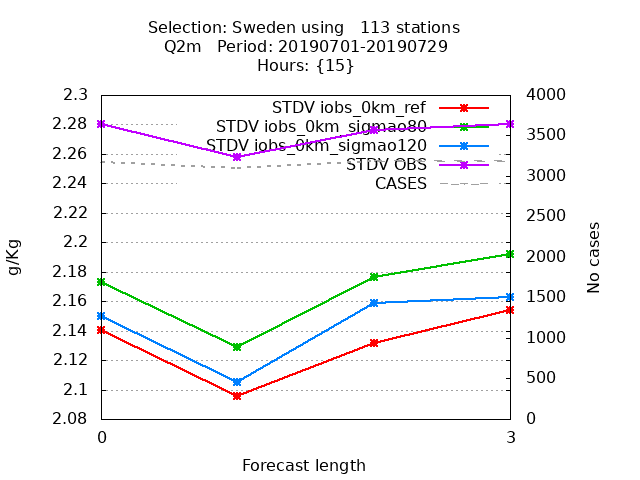 Selection: Sweden using   113 stations
Q2m   Period: 20190701-20190729
Hours: {15}
STDV iobs_0km_ref
STDV iobs_0km_sigmao80
STDV iobs_0km_sigmao120
STDV OBS
CASES
2.3
2.28
2.26
2.24
2.22
2.2
2.18
2.16
2.14
2.12
2.1
2.08
4000
3500
3000
2500
2000
1500
1000
500
0
g/Kg
No cases
0
3
Forecast length